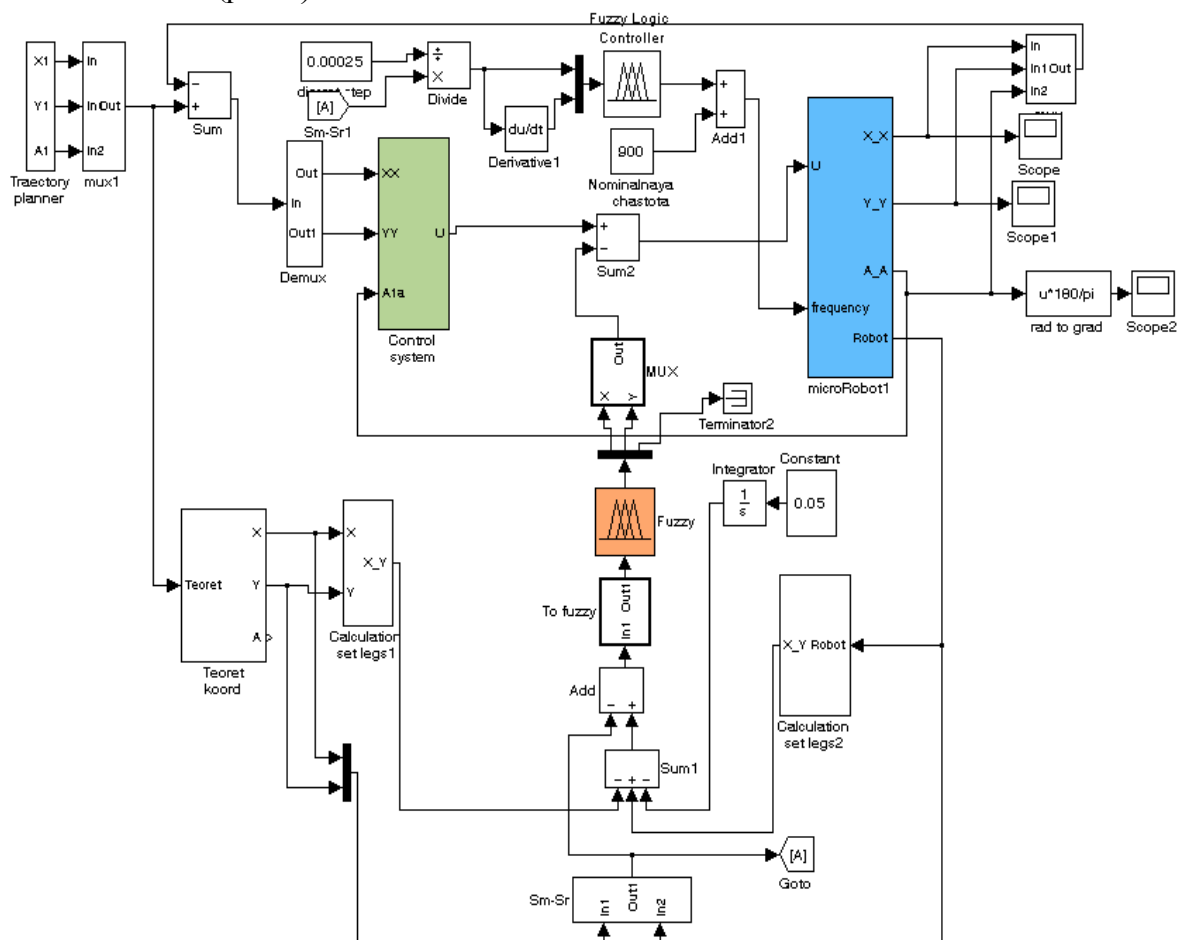 Fuzzy Logic
Controller
X1
Y1
A1
Traectory
planner
In
In
Out
In2
mux1
−
+
Sum
0.00025
[A]
Sm-Sr1
÷
×
Divide
du/dt
Derivative1
900
Nominalnaya
chastota
+
+
Add1
In
In1
Out
In2
Scope
Scope1
Out
In
Out1
Demux
XX
YY
U
A1a
Control
system
+
−
Sum2
U
frequency
X_X
Y_Y
A_A
Robot
microRobot1
u*180/pi
rad to grad
Scope2
Out
X
Y
MUX
Terminator2
Fuzzy
Integrator
1
s
Constant
0.05
Teoret
X
Y
A
Teoret
koord
X
Y
X_Y
Calculation
set legs1
To fuzzy
Out1
In1
Add
− +
X_Y
Robot
Calculation
set legs2
− + −
Sum1
[A]
Goto
Sm-Sr
Out1
In1
In2